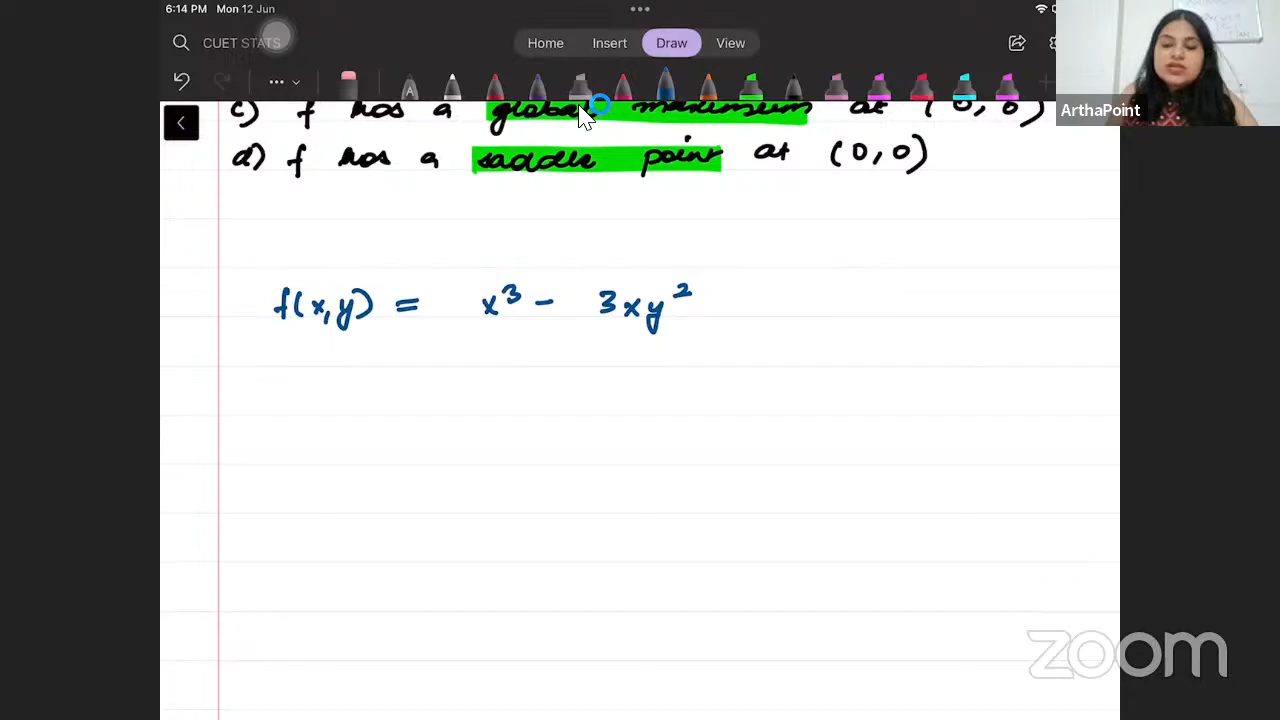 6:14 PM Mon 12 Jun
CUET STATS
Home Insert Draw View
A
ArthaPoint
c) f has a global maximum at (0,0)
d) f has a saddle point at (0,0)
f(x,y) = x³ - 3xy²
zoom